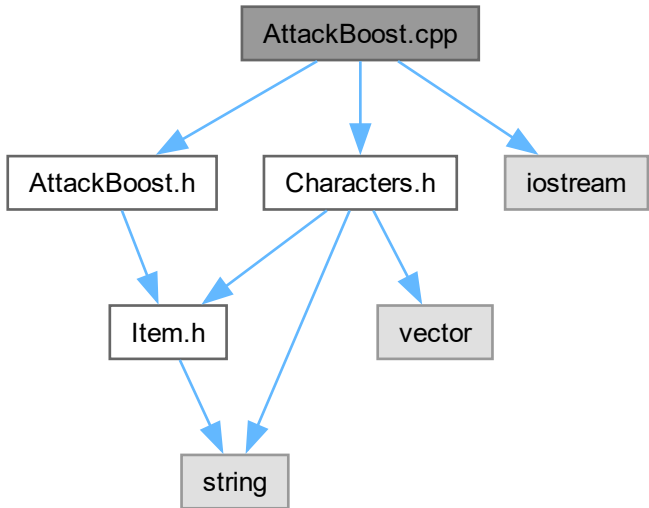 AttackBoost.cpp
AttackBoost.h
Characters.h
iostream
Item.h
vector
string